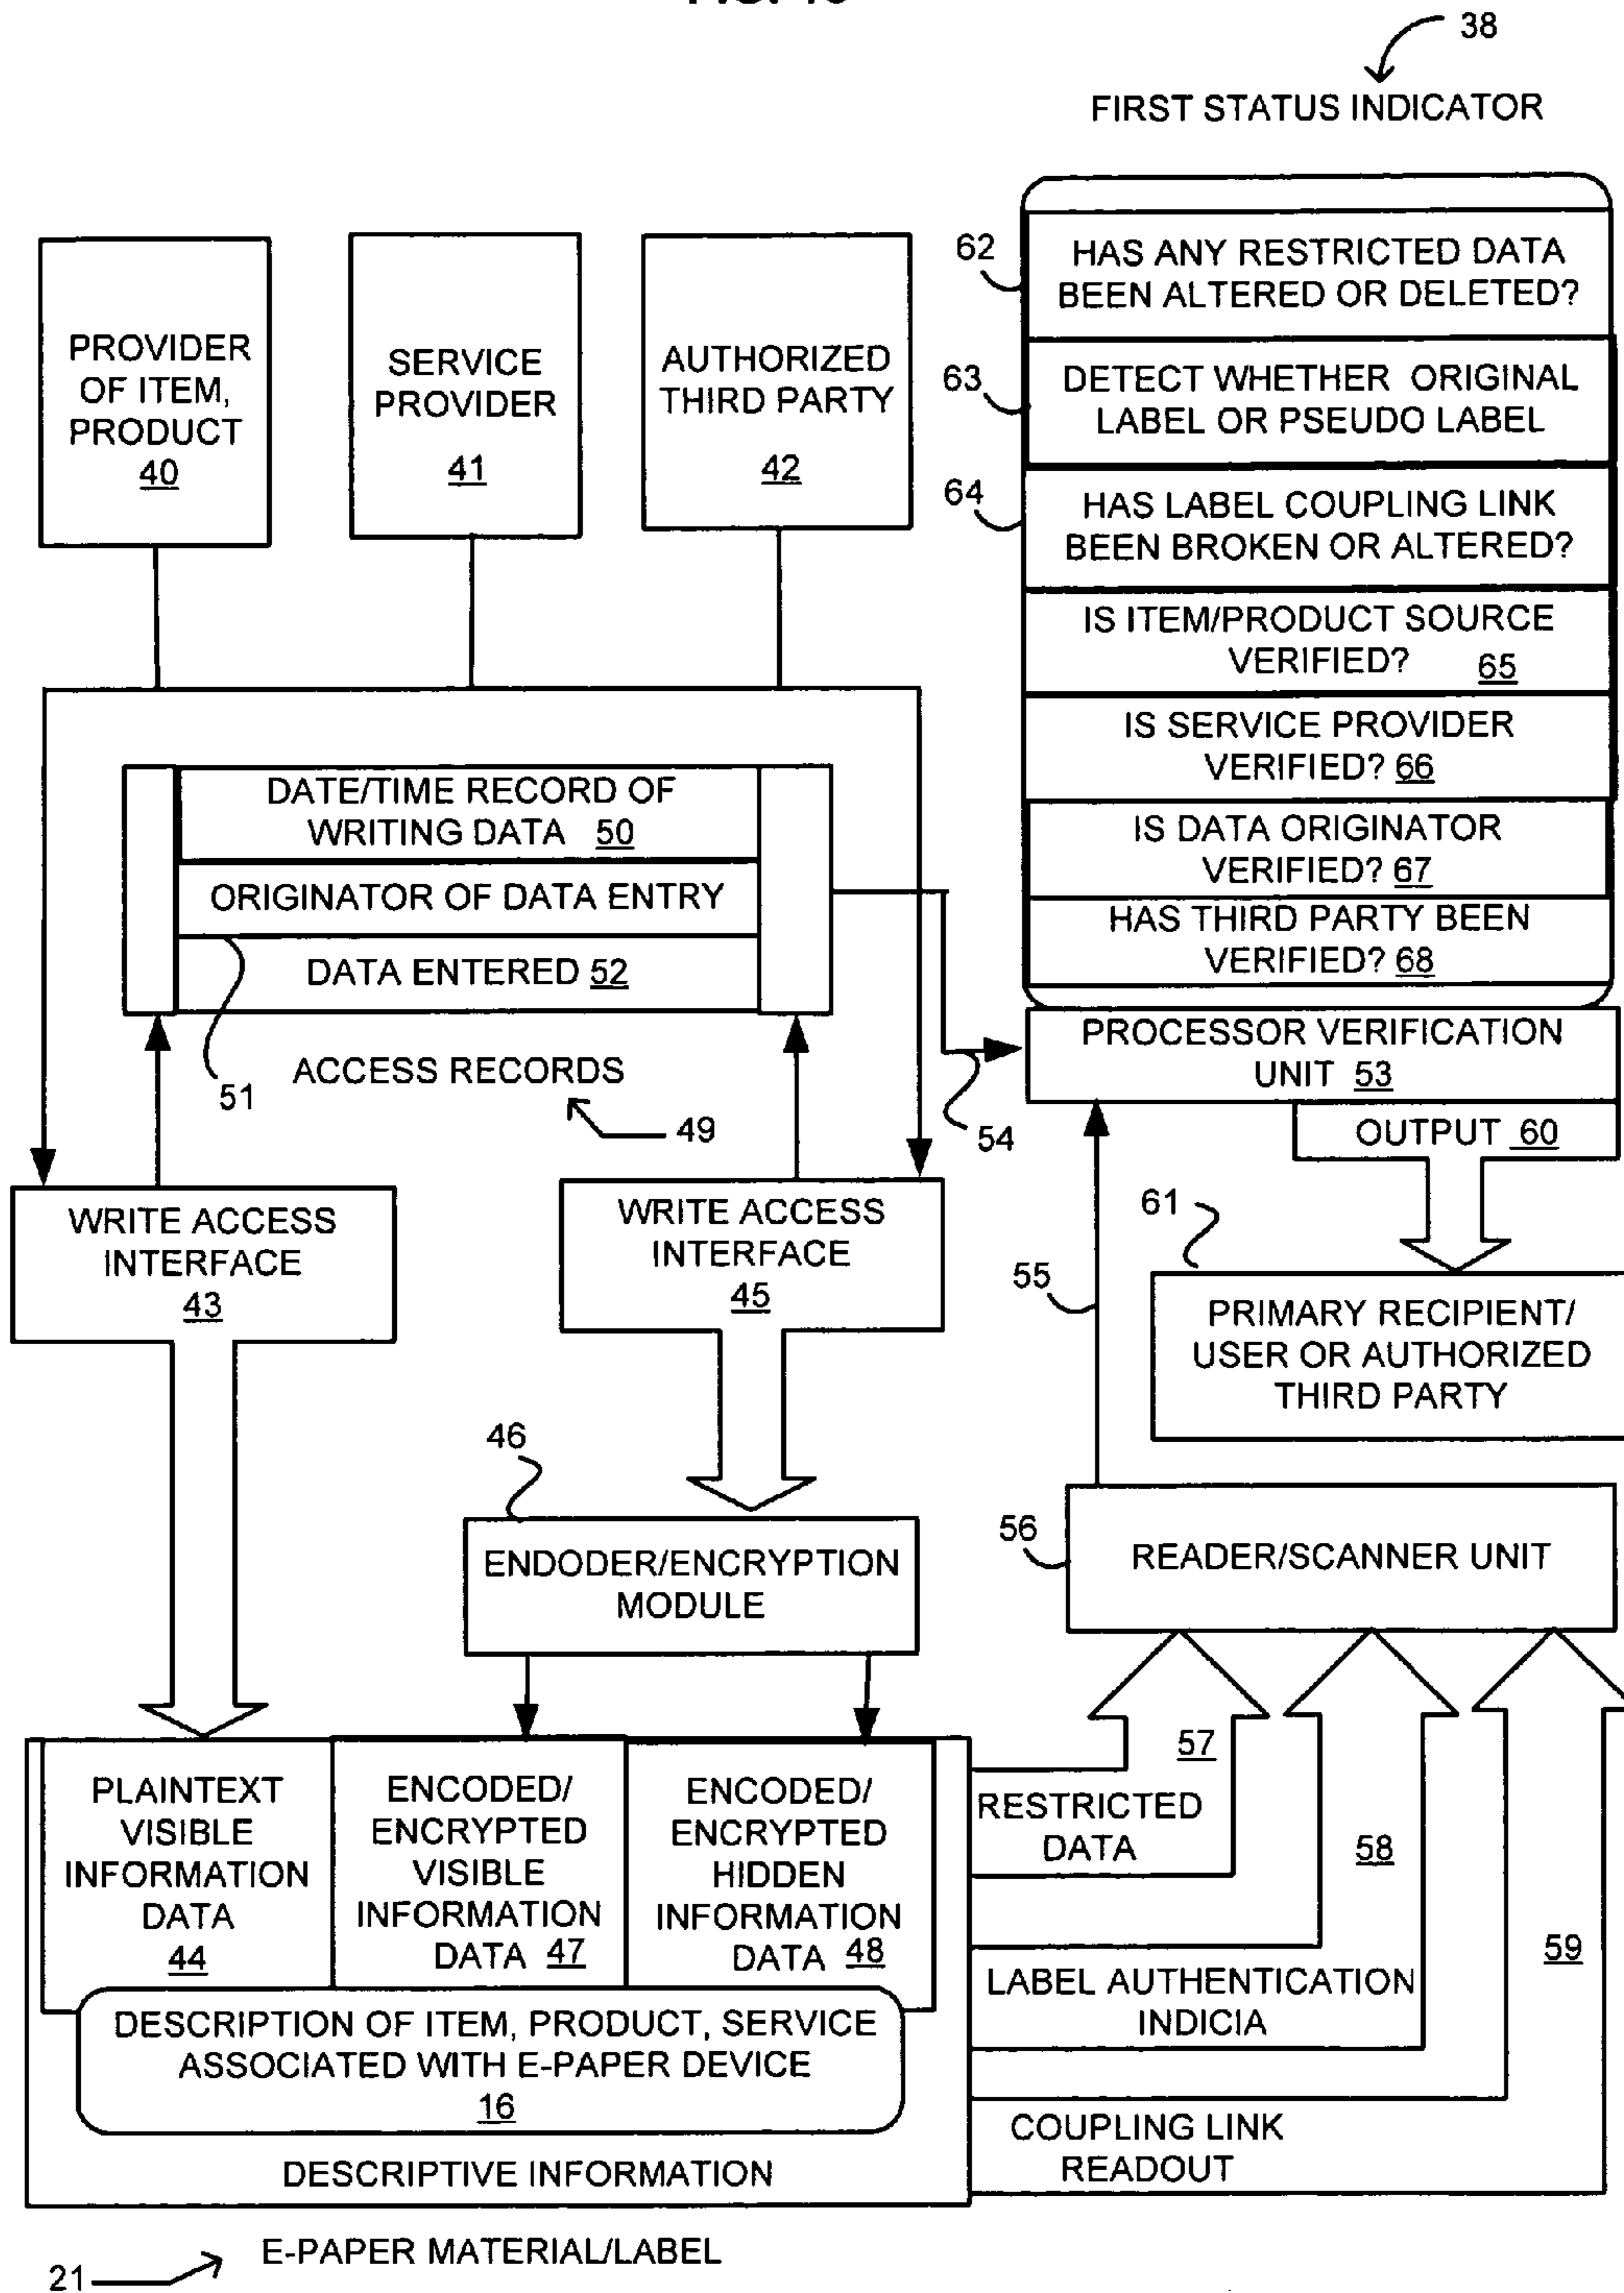 38
FIRST STATUS INDICATOR
62
HAS ANY RESTRICTED DATA
BEEN ALTERED OR DELETED?
63
DETECT WHETHER ORIGINAL
LABEL OR PSEUDO LABEL
64
HAS LABEL COUPLING LINK
BEEN BROKEN OR ALTERED?
IS ITEM/PRODUCT SOURCE
VERIFIED? 65
IS SERVICE PROVIDER
VERIFIED? 66
IS DATA ORIGINATOR
VERIFIED? 67
HAS THIRD PARTY BEEN
VERIFIED? 68
PROCESSOR VERIFICATION
UNIT 53
OUTPUT 60
PROVIDER
OF ITEM,
PRODUCT
40
SERVICE
PROVIDER
41
AUTHORIZED
THIRD PARTY
42
DATE/TIME RECORD OF
WRITING DATA 50
ORIGINATOR OF DATA ENTRY
DATA ENTERED 52
51
ACCESS RECORDS
49
54
WRITE ACCESS
INTERFACE
43
WRITE ACCESS
INTERFACE
45
61
PRIMARY RECIPIENT/
USER OR AUTHORIZED
THIRD PARTY
55
46
ENDODER/ENCRYPTION
MODULE
56
READER/SCANNER UNIT
PLAINTEXT
VISIBLE
INFORMATION
DATA
44
ENCODED/
ENCRYPTED
VISIBLE
INFORMATION
DATA 47
ENCODED/
ENCRYPTED
HIDDEN
INFORMATION
DATA 48
57
RESTRICTED
DATA
58
LABEL AUTHENTICATION
INDICIA
59
COUPLING LINK
READOUT
DESCRIPTION OF ITEM, PRODUCT, SERVICE
ASSOCIATED WITH E-PAPER DEVICE
16
DESCRIPTIVE INFORMATION
21
E-PAPER MATERIAL/LABEL